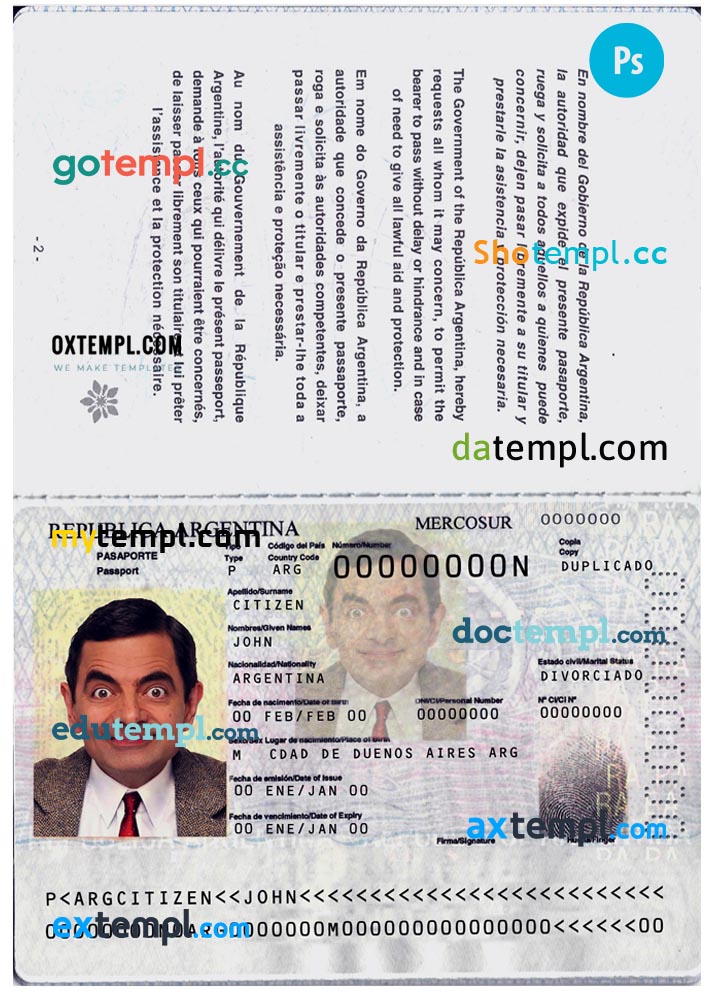 Ps
En nombre del Gobierno de la República Argentina,
la autoridad que expide el presente pasaporte,
ruega y solicita a todos aquellos a quienes puede
concernir, dejen pasar libremente a su titular y
prestarle la asistencia y protección necesaria.
The Government of the República Argentina, hereby
requests all whom it may concern, to permit the
bearer to pass without delay or hindrance and in case
of need to give all lawful aid and protection.
Em nome do Governo da República Argentina, a
autoridade que concede o presente passaporte,
roga e solicita às autoridades competentes, deixar
passar livremente o titular e prestar-lhe toda a
assistência e proteção necessária.
Au nom du Gouvernement de la République
Argentine, l'autorité qui délivre le présent passeport,
demande à tous ceux qui pourraient être concernés,
de laisser passer librement son titulaire et lui prêter
l'assistance et la protection nécessaire.
- 2 -
gotempl.cc
Shotempl.cc
OXTEMPL.COM
WE MAKE TEMPLATES
datempl.com
REPUBLICA ARGENTINA MERCOSUR 0000000
mytempl.com
PASAPORTE
Passport
Tipo Código del País Número/Number Copia
Type Country Code Copy
P ARG 00000000N DUPLICADO
Apellido/Surname
CITIZEN
Nombres/Given Names
JOHN
doctempl.com
Nacionalidad/Nationality Estado civil/Marital Status
ARGENTINA DIVORCIADO
Fecha de nacimiento/Date of birth DNI/CI/Personal Number Nº CI/CI Nº
00 FEB/FEB 00 00000000 00000000
edutempl.com
Sexo/Sex Lugar de nacimiento/Place of Birth
M CDAD DE DUENOS AIRES ARG
Fecha de emisión/Date of Issue
00 ENE/JAN 00
Fecha de vencimiento/Date of Expiry
00 ENE/JAN 00
axtempl.com
Firma/Signature
P<ARGCITIZEN<<JOHN<<<<<<<<<<<<<<<<<<<<<<<<<<
00000000N0ARG0000000M000000000000000<<<<<<00
extempl.com